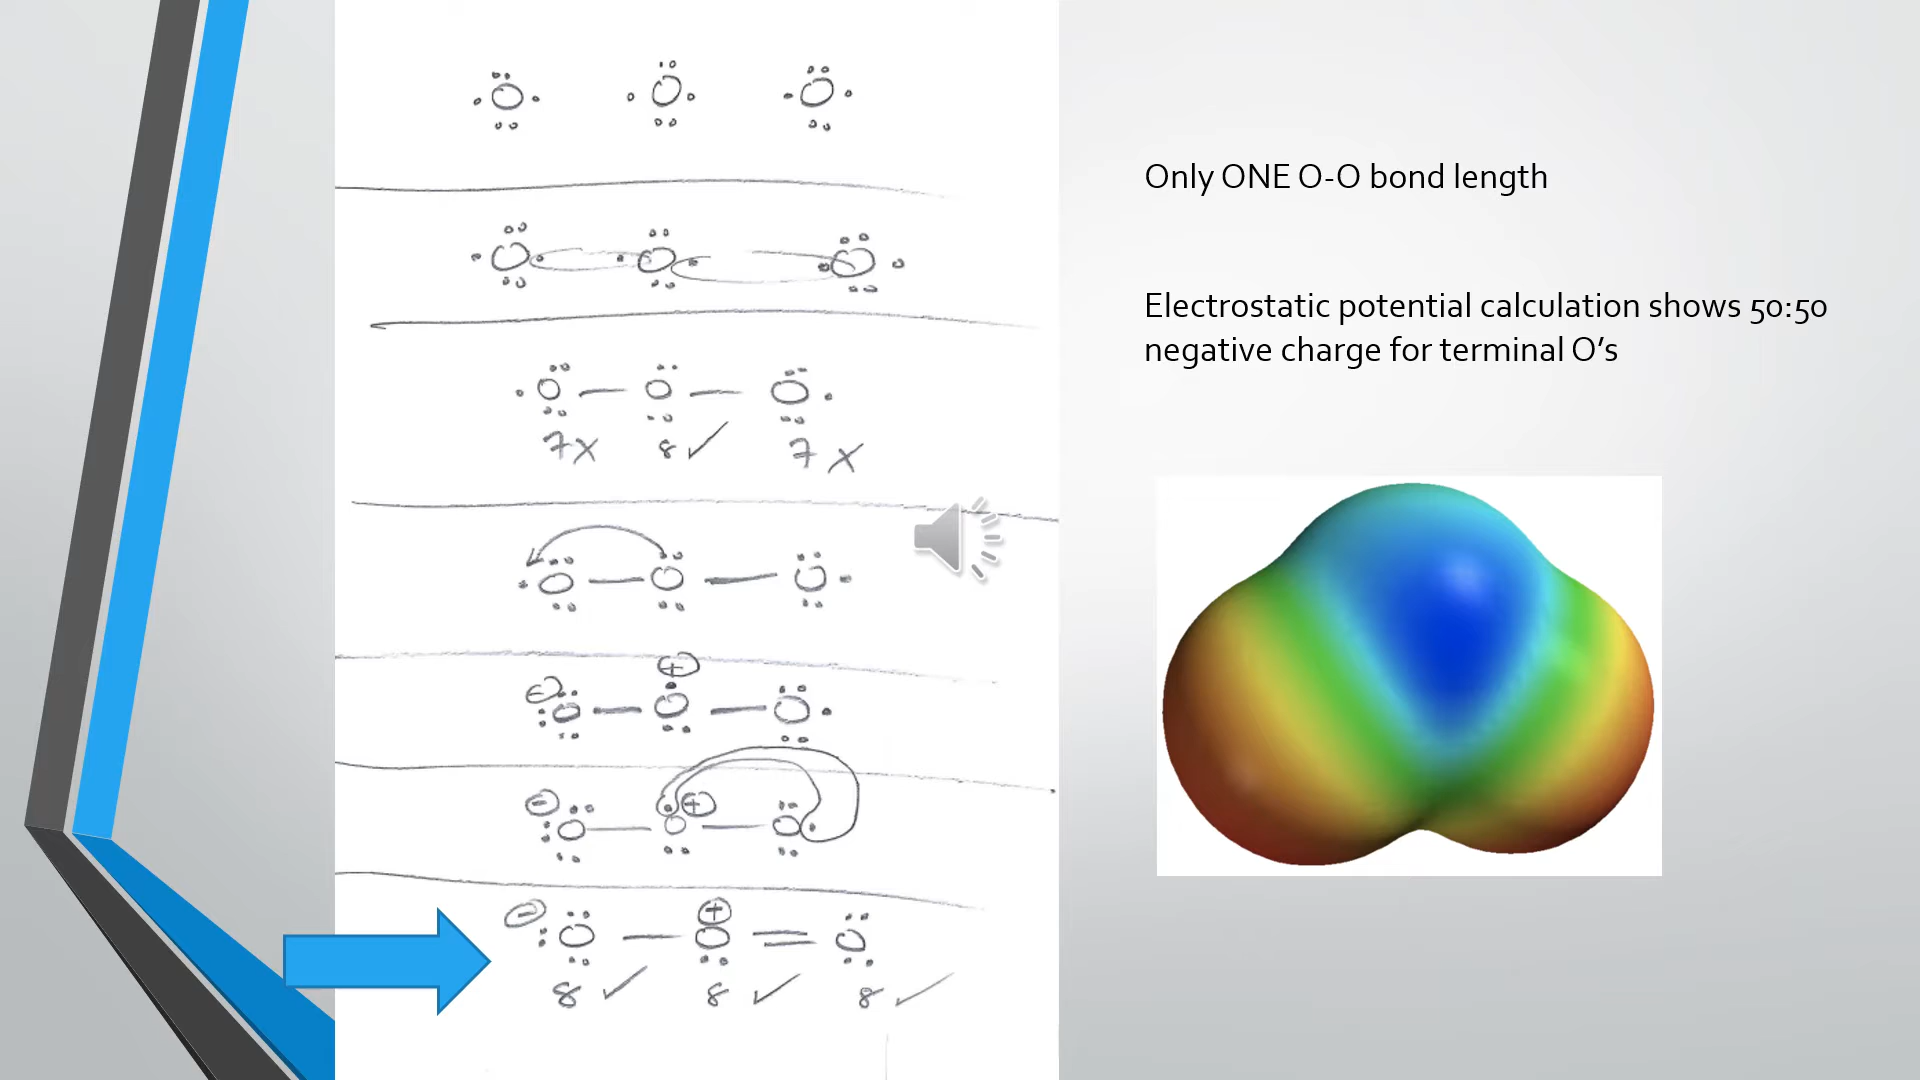 O O O
O O O
O — O — O
7 X 8 ✓ 7 X
O — O — O
⊖ ⊕
O — O — O
⊖ ⊕
O — O — O
⊖ ⊕
O — O = O
8 ✓ 8 ✓ 8 ✓
Only ONE O-O bond length
Electrostatic potential calculation shows 50:50
negative charge for terminal O’s